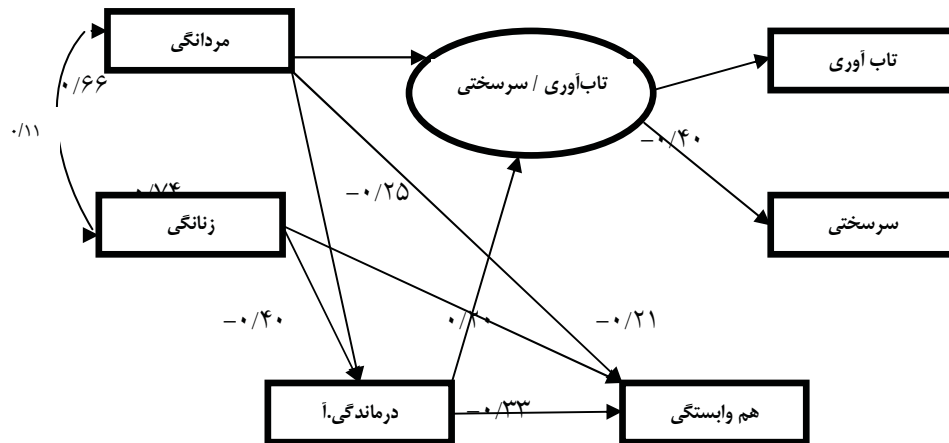 مردانگی
تاب آوری
تاب‌آوری / سرسختی
۰/۶۶
۰/۱۱
-۰/۴۰
-۰/۲۵
زنانگی
سرسختی
-۰/۴۰
-۰/۲۱
درماندگی.آ
-۰/۳۳
هم وابستگی